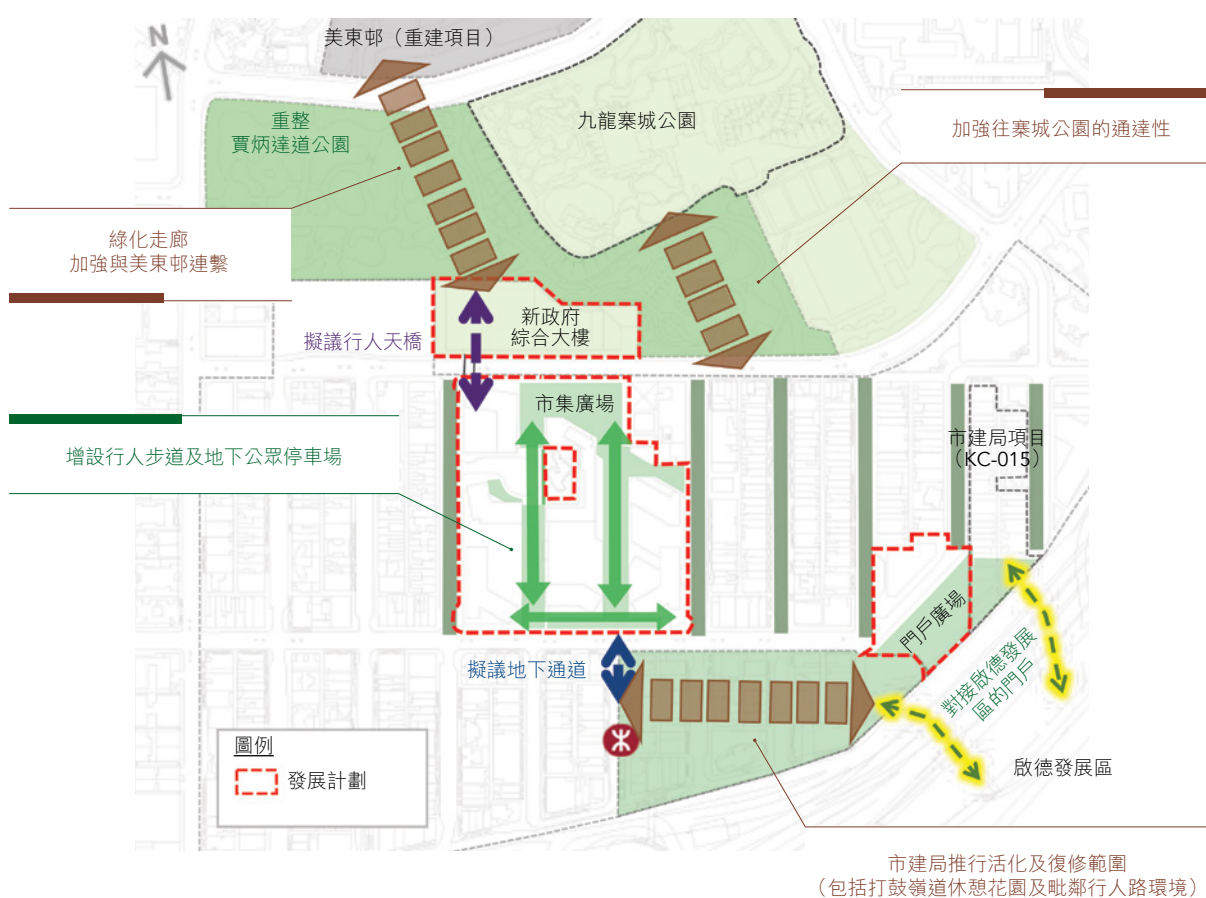 美東邨（重建項目）
N
重整
賈炳達道公園
九龍寨城公園
加強往寨城公園的通達性
綠化走廊
加強與美東邨連繫
新政府
綜合大樓
擬議行人天橋
市集廣場
增設行人步道及地下公眾停車場
市建局項目
（KC-015）
門戶廣場
擬議地下通道
對接啟德發展
區的門戶
圖例
發展計劃
啟德發展區
市建局推行活化及復修範圍
（包括打鼓嶺道休憩花園及毗鄰行人路環境）